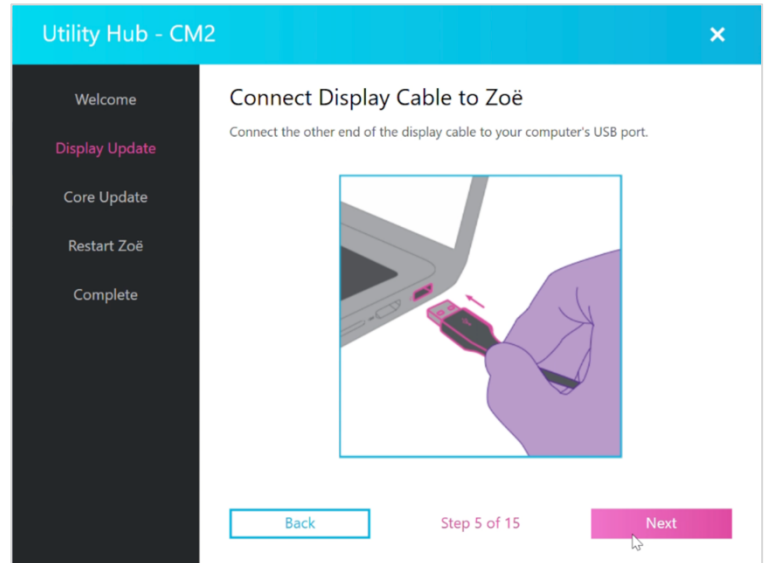 Utility Hub - CM2
Welcome
Display Update
Core Update
Restart Zoë
Complete
Connect Display Cable to Zoë
Connect the other end of the display cable to your computer's USB port.
Back
Step 5 of 15
Next